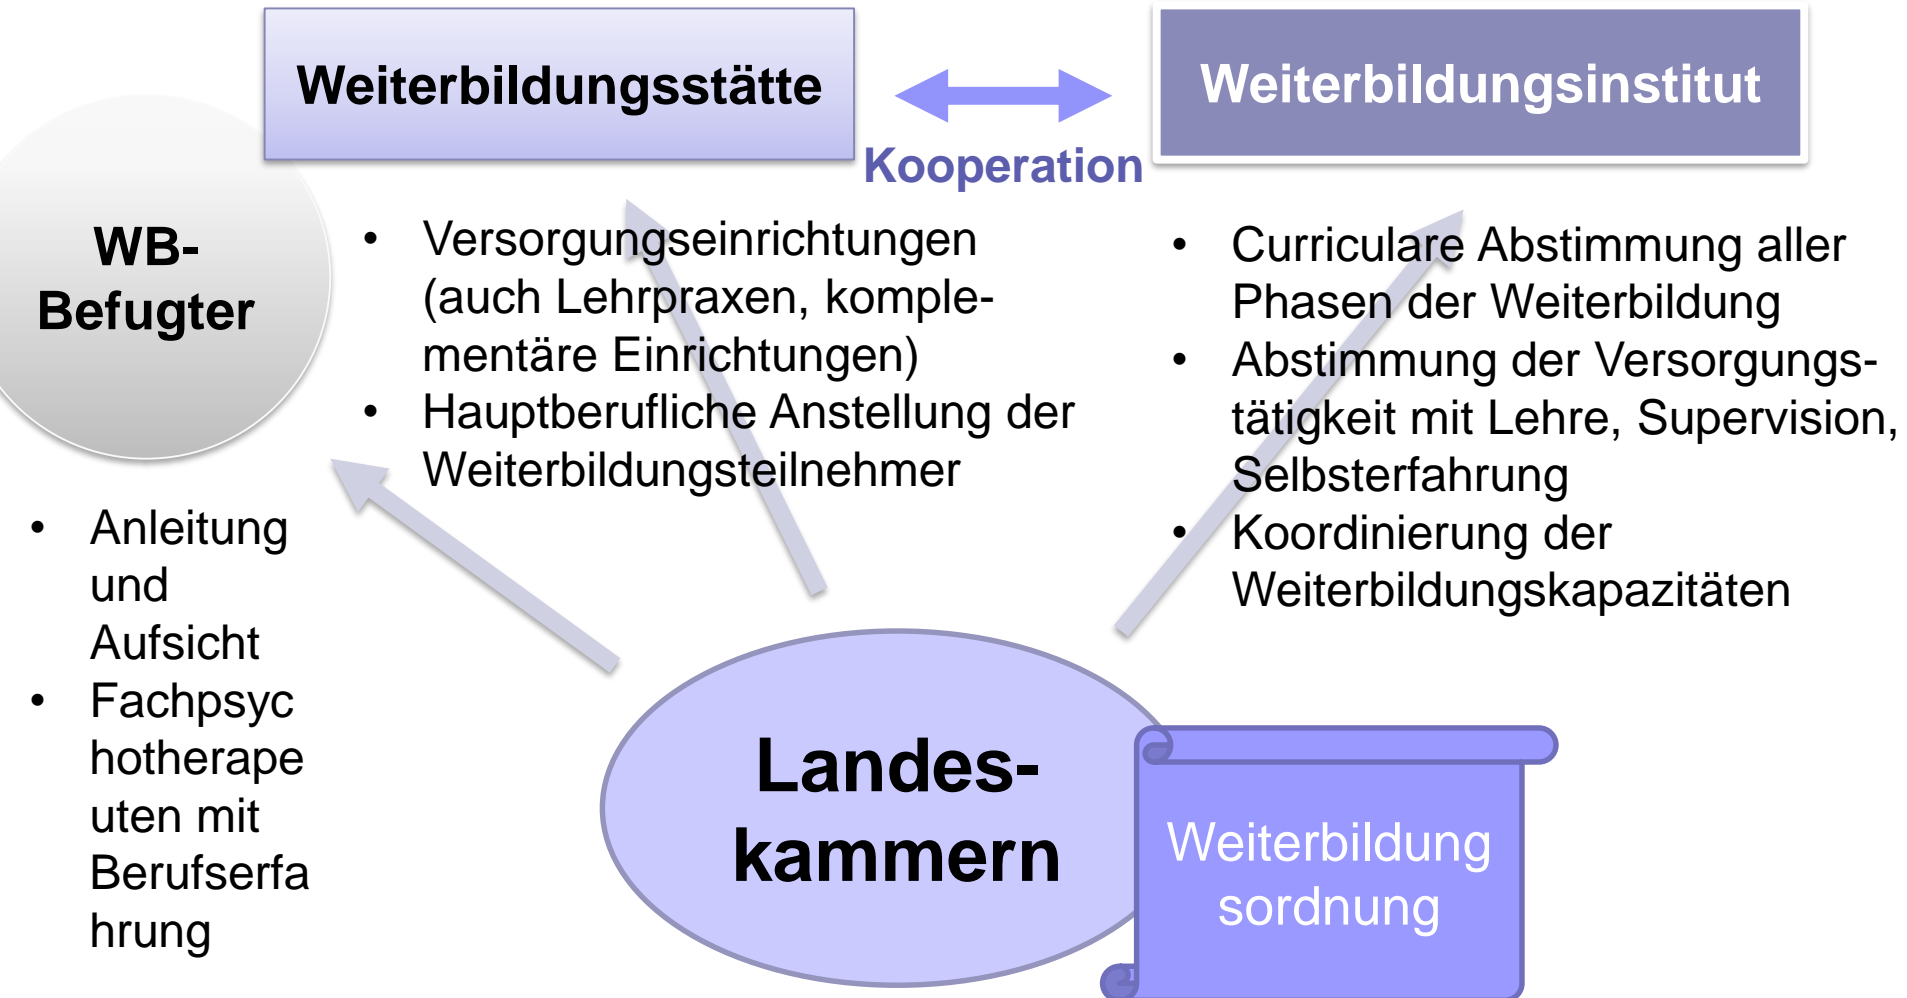 Weiterbildungsstätte
Weiterbildungsinstitut
Kooperation
WB-
Befugter
• Versorgungseinrichtungen
(auch Lehrpraxen, komple-
mentäre Einrichtungen)
• Hauptberufliche Anstellung der
Weiterbildungsteilnehmer
• Curriculare Abstimmung aller
Phasen der Weiterbildung
• Abstimmung der Versorgungs-
tätigkeit mit Lehre, Supervision,
Selbsterfahrung
• Koordinierung der
Weiterbildungskapazitäten
• Anleitung
und
Aufsicht
• Fachpsyc
hotherape
uten mit
Berufserfa
hrung
Landes-
kammern
Weiterbildung
sordnung